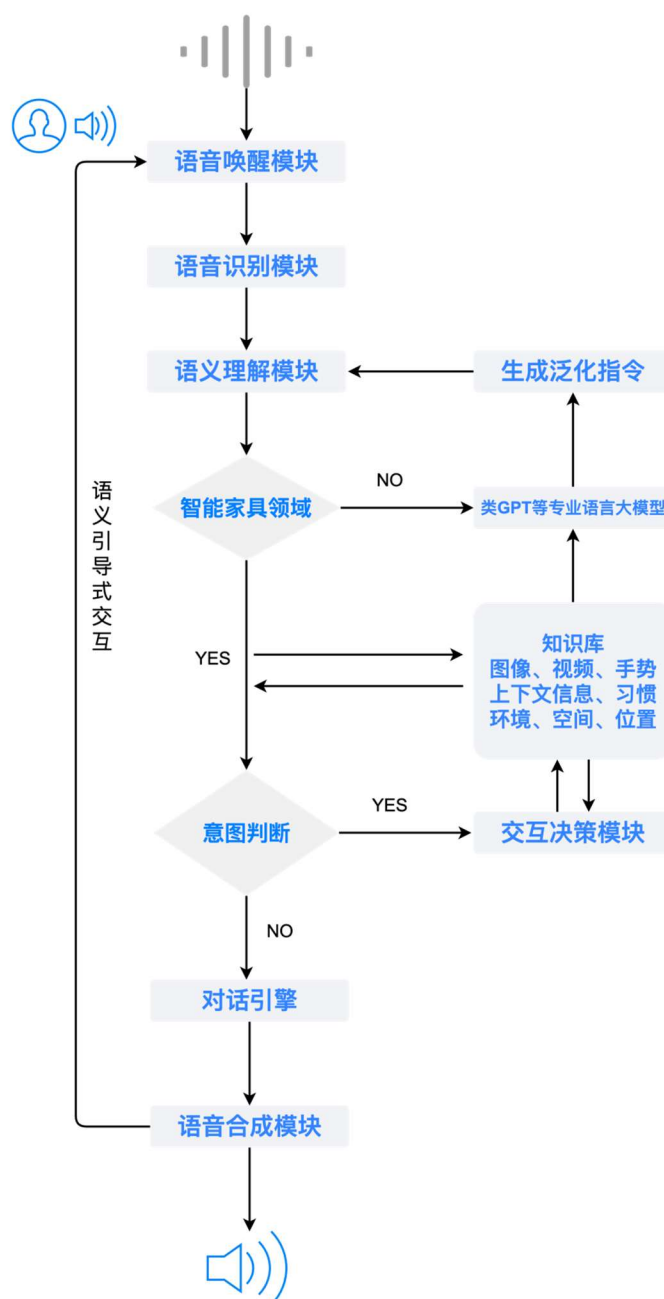 语音唤醒模块
语音识别模块
语义理解模块
生成泛化指令
智能家具领域
NO
类GPT等专业语言大模型
语义引导式交互
YES
知识库
图像、视频、手势
上下文信息、习惯
环境、空间、位置
意图判断
YES
交互决策模块
NO
对话引擎
语音合成模块